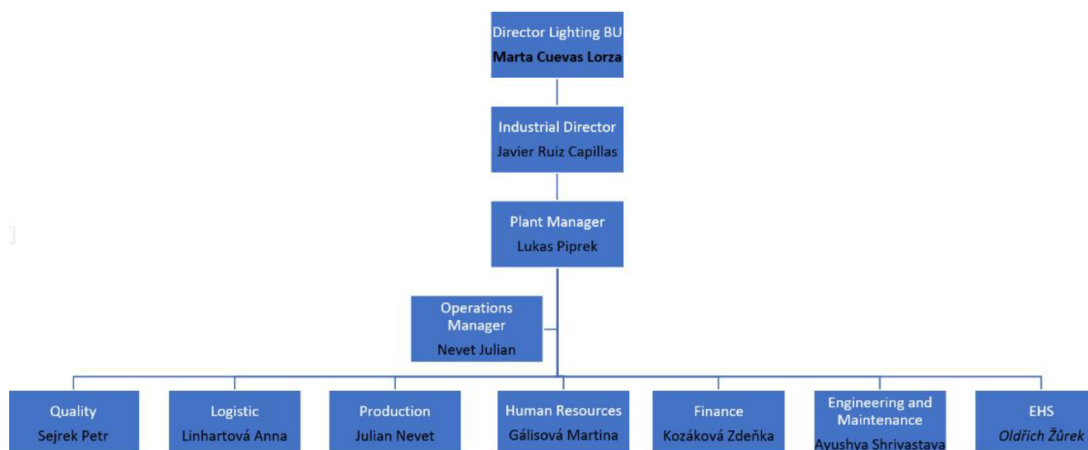 Director Lighting BU
Marta Cuevas Lorza
Industrial Director
Javier Ruiz Capillas
Plant Manager
Lukas Piprek
Operations
Manager
Nevet Julian
Quality
Sejrek Petr
Logistic
Linhartová Anna
Production
Julian Nevet
Human Resources
Gálisová Martina
Finance
Kozáková Zdeňka
Engineering and
Maintenance
Ayushya Shrivastava
EHS
Oldřich Žůrek